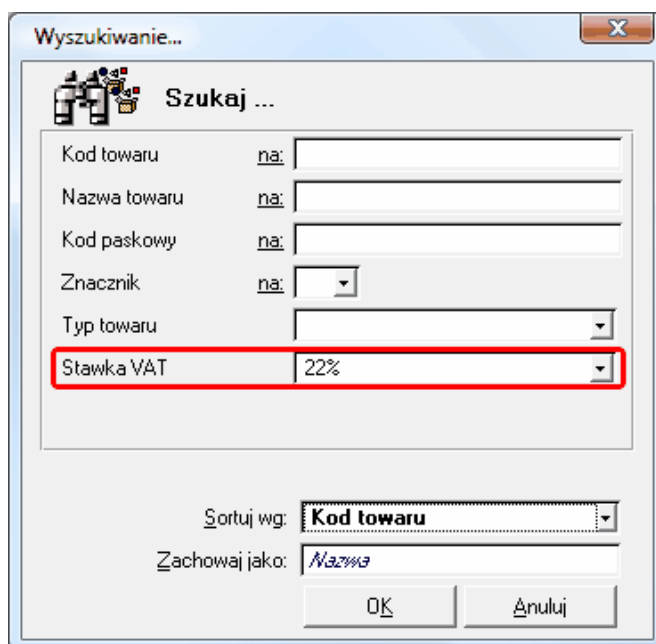 Wyszukiwanie...
Szukaj ...
Kod towaru na:
Nazwa towaru na:
Kod paskowy na:
Znacznik na:
Typ towaru
Stawka VAT 22%
Sortuj wg: Kod towaru
Zachowaj jako: Nazwa
OK Anuluj